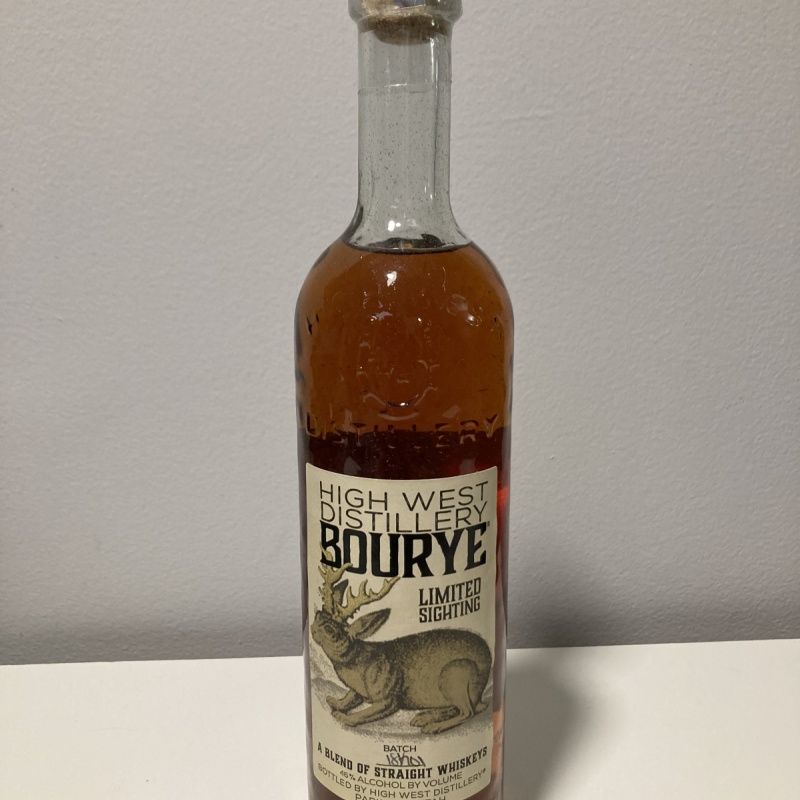 DISTILLERY
HIGH WEST
DISTILLERY
BOURYE®
LIMITED
SIGHTING
BATCH
A BLEND OF STRAIGHT WHISKEYS
46% ALCOHOL BY VOLUME
BOTTLED BY HIGH WEST DISTILLERY®